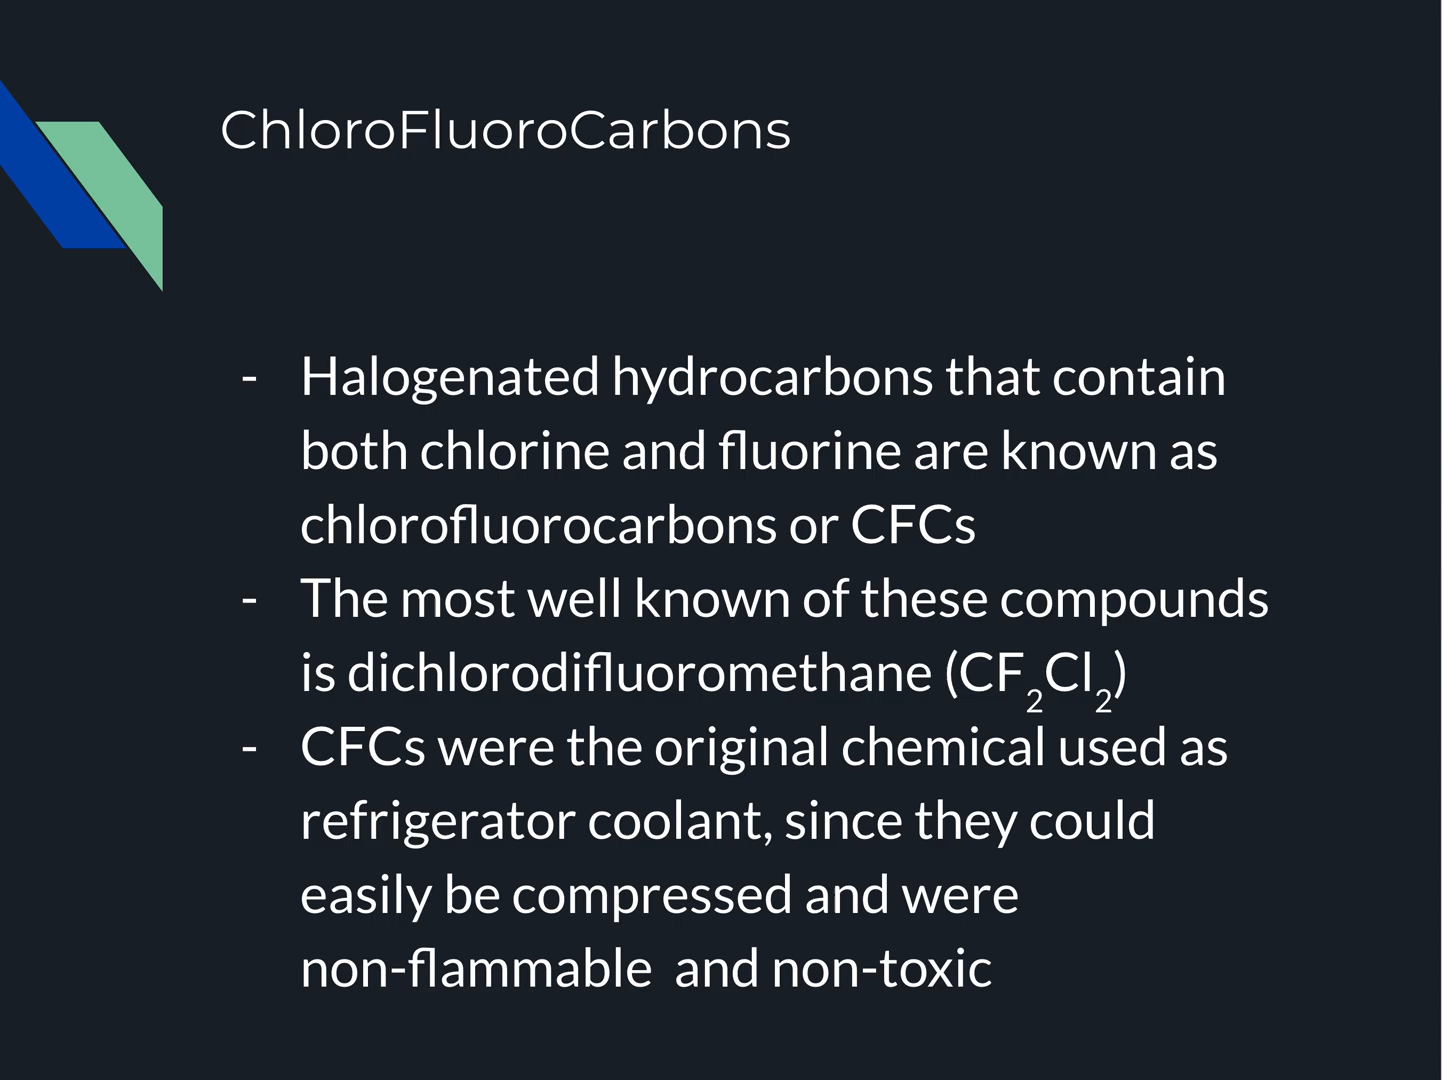 ChloroFluoroCarbons
- Halogenated hydrocarbons that contain
both chlorine and fluorine are known as
chlorofluorocarbons or CFCs
- The most well known of these compounds
is dichlorodifluoromethane (CF₂Cl₂)
- CFCs were the original chemical used as
refrigerator coolant, since they could
easily be compressed and were
non-flammable  and non-toxic